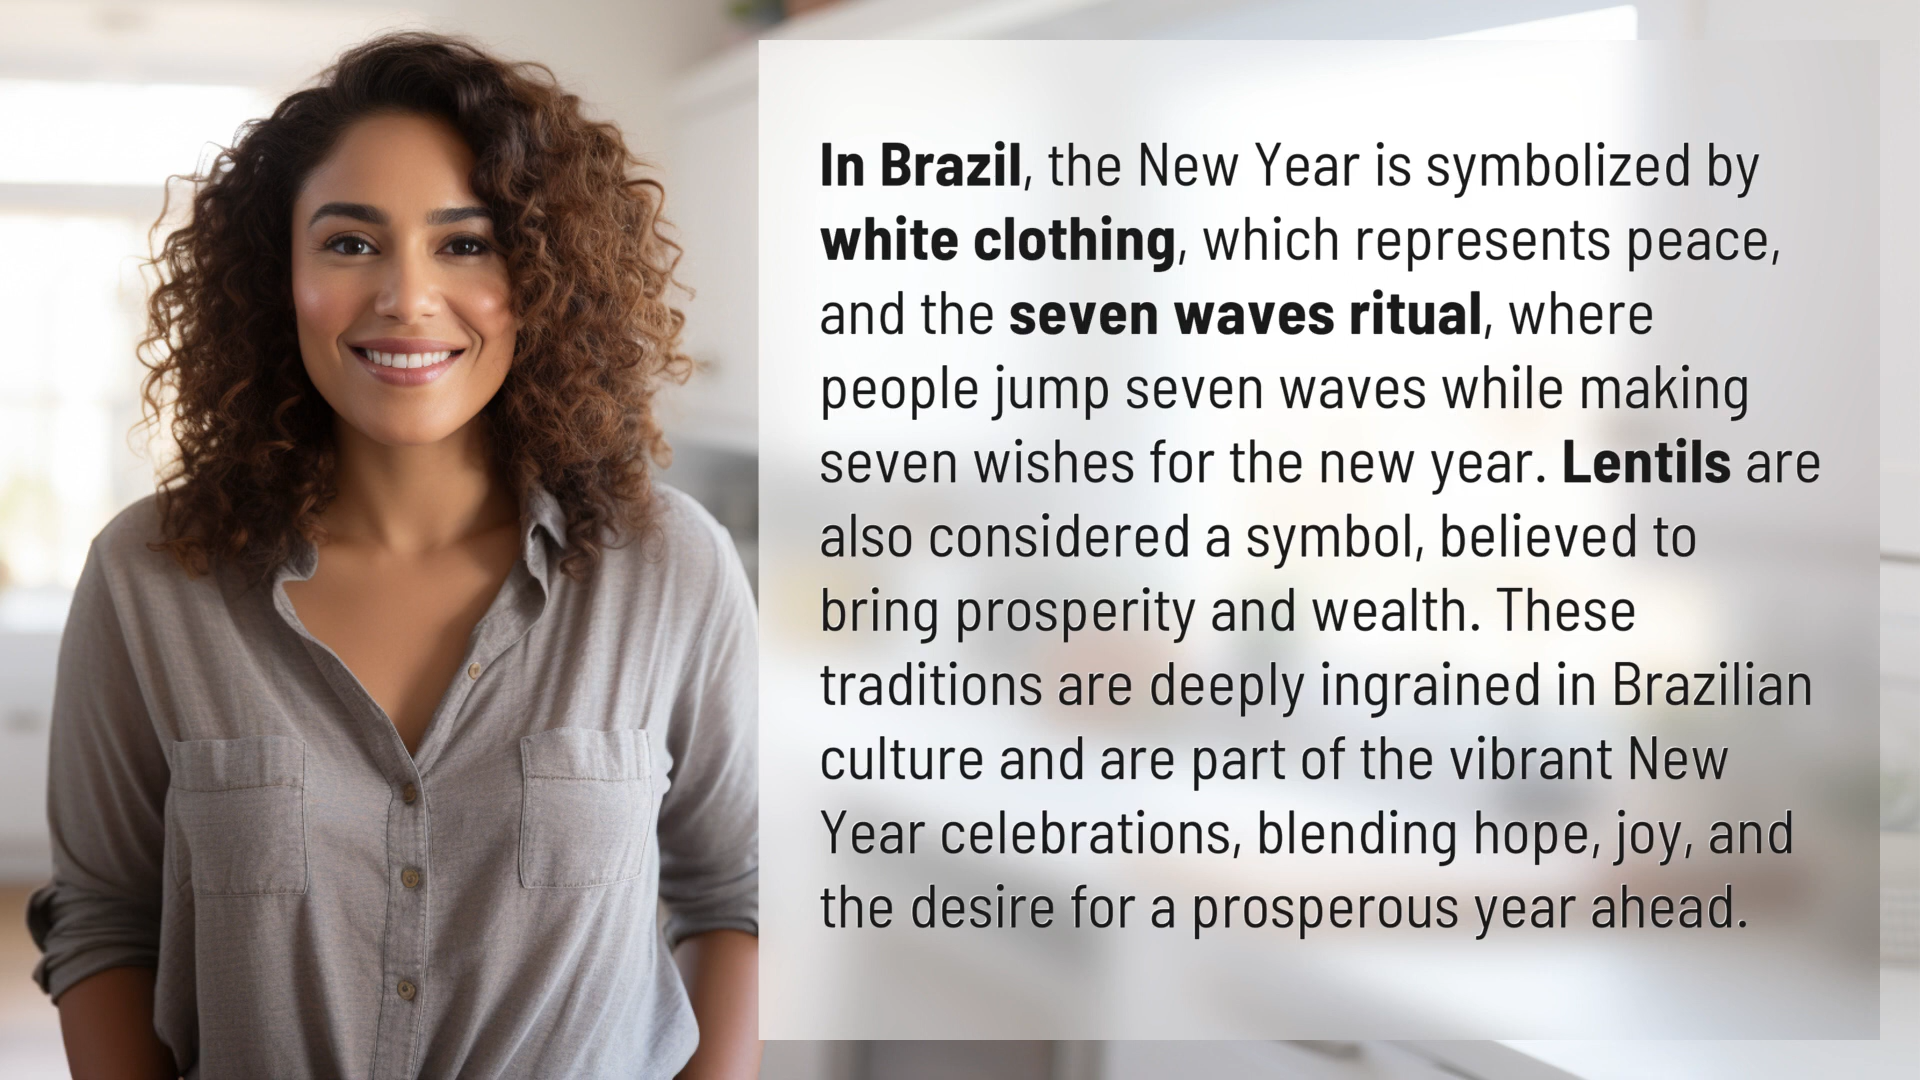 In Brazil, the New Year is symbolized by
white clothing, which represents peace,
and the seven waves ritual, where
people jump seven waves while making
seven wishes for the new year. Lentils are
also considered a symbol, believed to
bring prosperity and wealth. These
traditions are deeply ingrained in Brazilian
culture and are part of the vibrant New
Year celebrations, blending hope, joy, and
the desire for a prosperous year ahead.